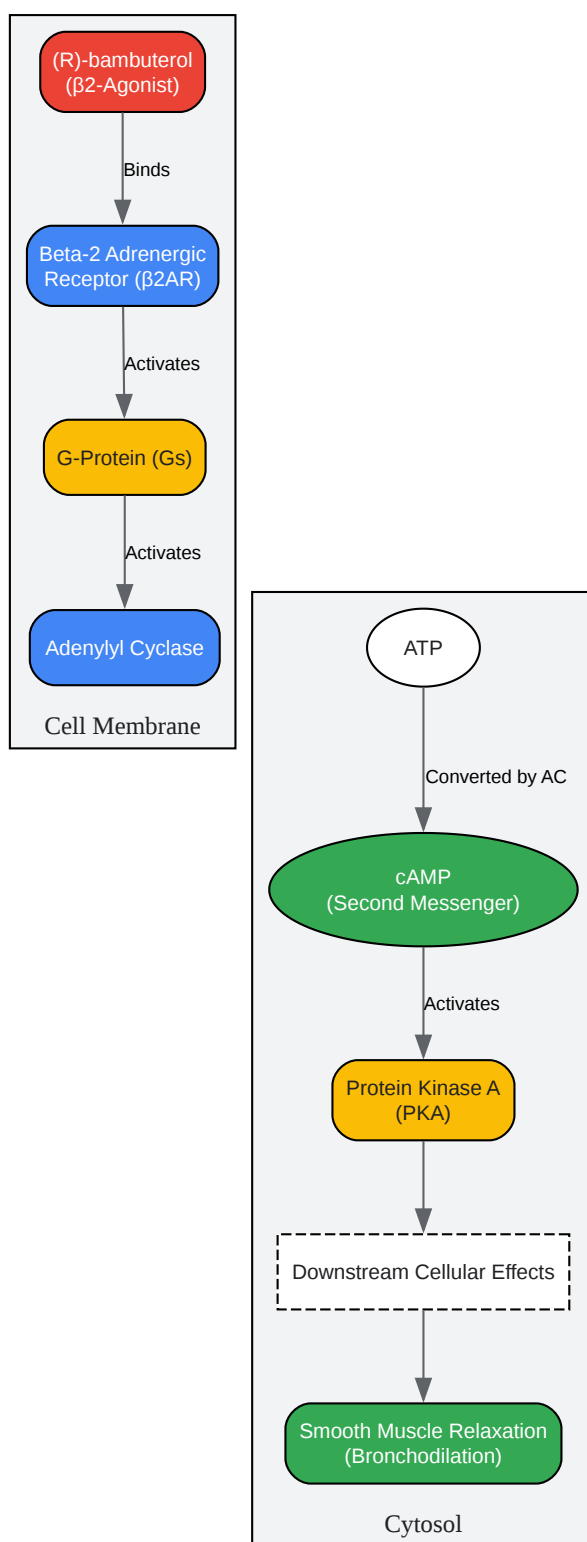 (R)-bambuterol
(β2-Agonist)
Binds
Beta-2 Adrenergic
Receptor (β2AR)
Activates
G-Protein (Gs)
Activates
Adenylyl Cyclase
Cell Membrane
ATP
Converted by AC
cAMP
(Second Messenger)
Activates
Protein Kinase A
(PKA)
Downstream Cellular Effects
Smooth Muscle Relaxation
(Bronchodilation)
Cytosol